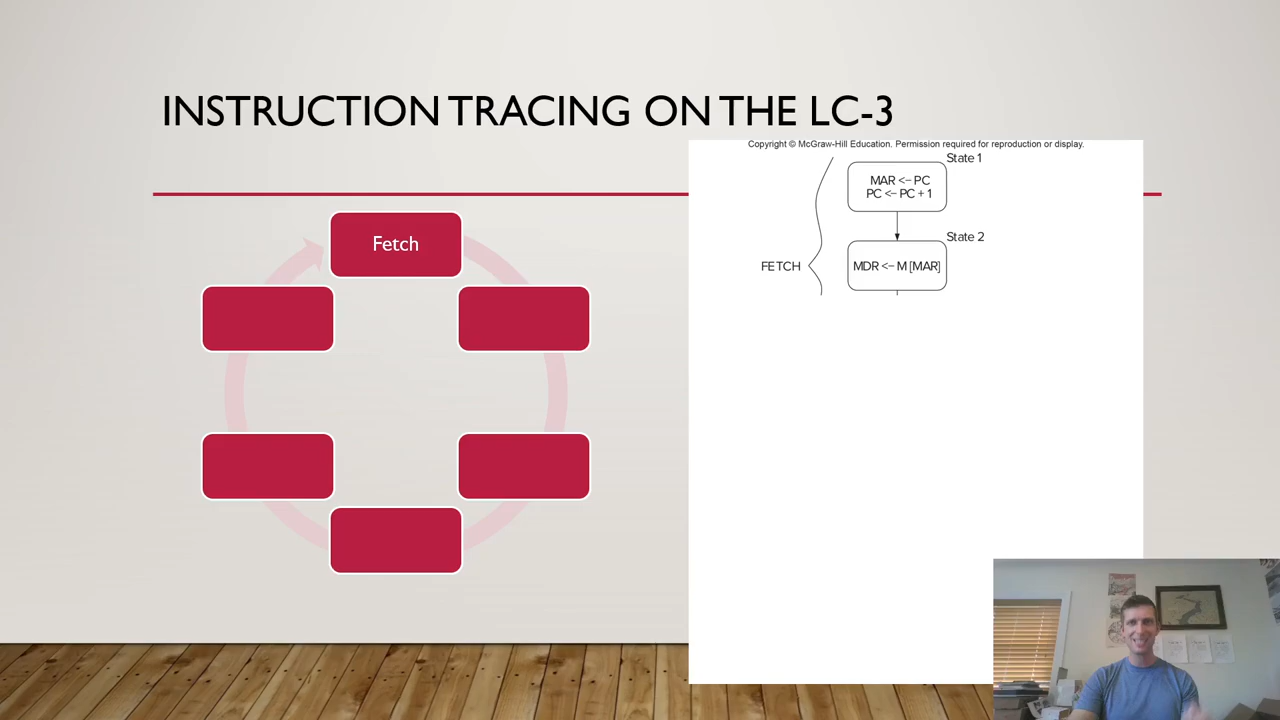 INSTRUCTION TRACING ON THE LC-3
Copyright © McGraw-Hill Education. Permission required for reproduction or display.
State 1
MAR <– PC
PC <– PC + 1
State 2
FETCH
MDR <– M [MAR]
Fetch